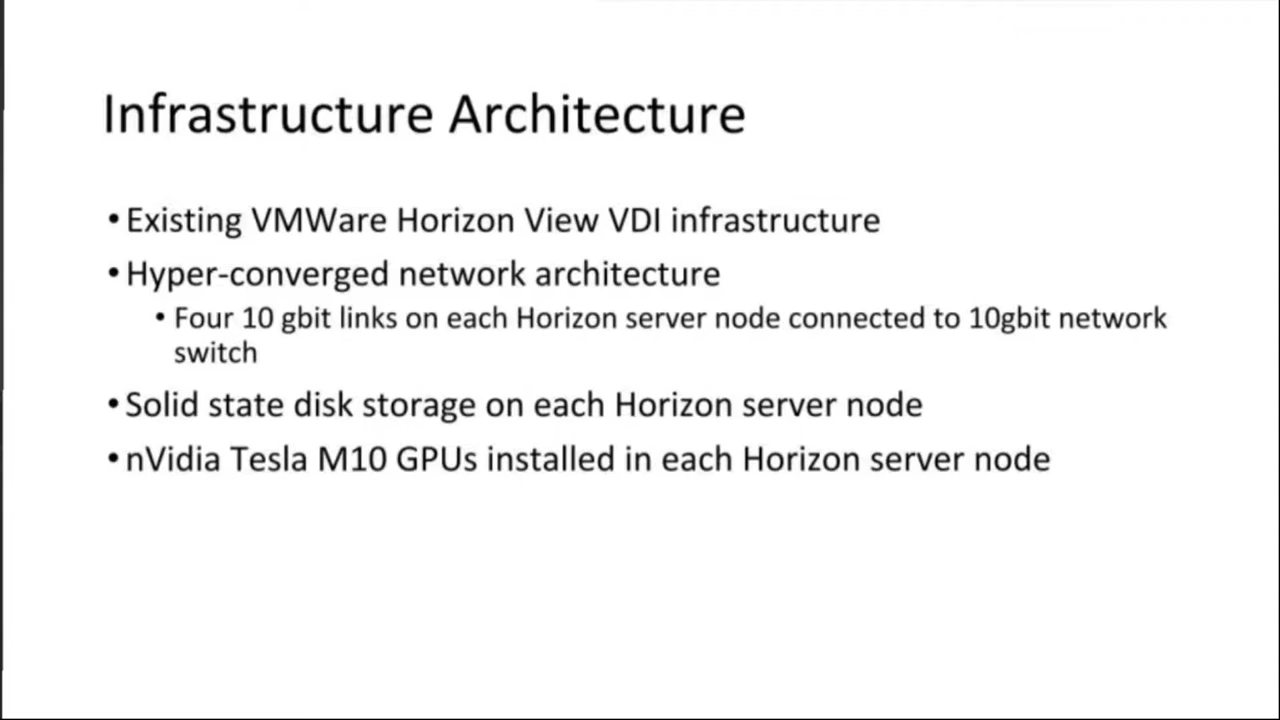 Infrastructure Architecture
• Existing VMWare Horizon View VDI infrastructure
• Hyper-converged network architecture
• Four 10 gbit links on each Horizon server node connected to 10gbit network
switch
• Solid state disk storage on each Horizon server node
• nVidia Tesla M10 GPUs installed in each Horizon server node